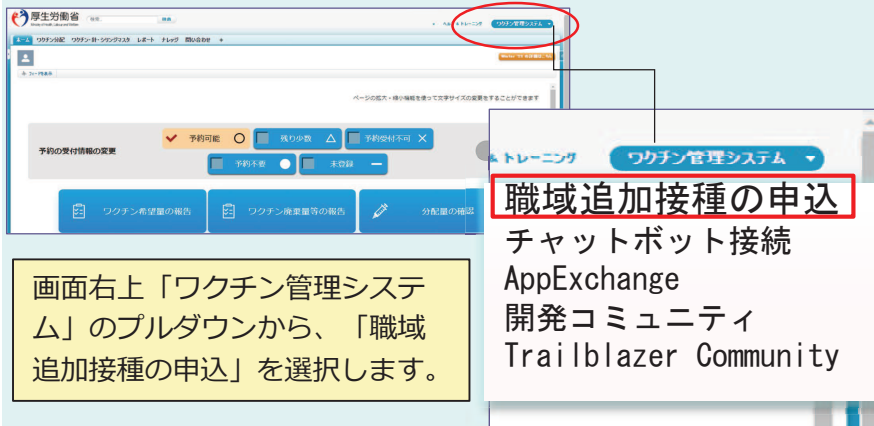 厚生労働省
検索
ワクチン管理システム
ホーム ワクチン分配 レポート ナレッジ 問い合わせ +
ページの拡大・縮小機能を使って文字サイズの変更をすることができます
予約の受付情報の変更
予約可能
残り少数
予約受付不可
予約不要
未登録
ワクチン希望量の報告
ワクチン廃棄量等の報告
分配量の確認
& トレーニング
ワクチン管理システム
職域追加接種の申込
チャットボット接続
AppExchange
開発コミュニティ
Trailblazer Community
画面右上「ワクチン管理システ
ム」のプルダウンから、「職域
追加接種の申込」を選択します。